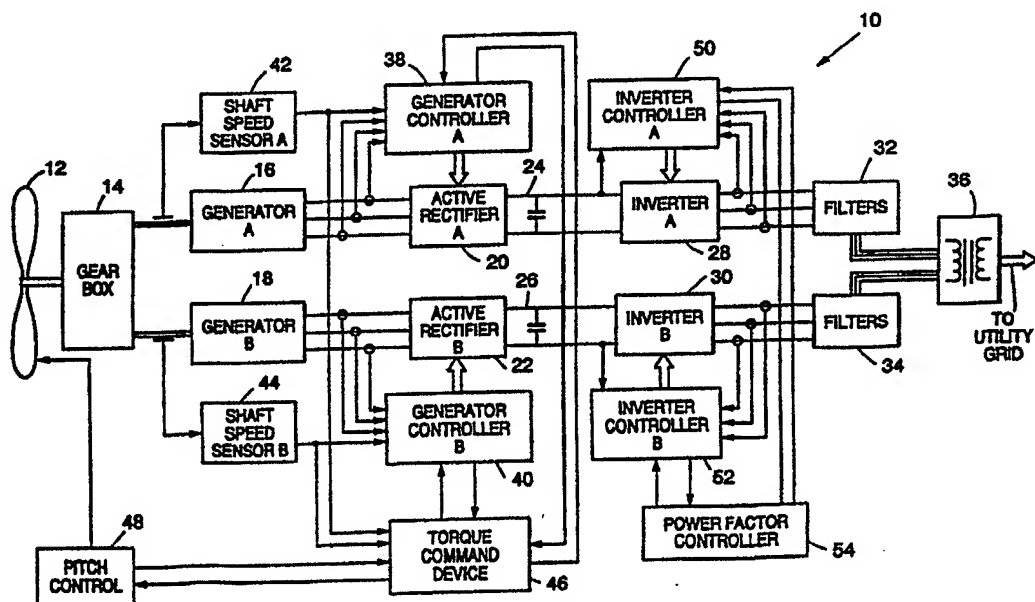 10
42
SHAFT
SPEED
SENSOR A
38
GENERATOR
CONTROLLER
A
50
INVERTER
CONTROLLER
A
12
14
GEAR
BOX
16
GENERATOR
A
ACTIVE
RECTIFIER
A
20
24
INVERTER
A
28
32
FILTERS
36
TO
UTILITY
GRID
18
GENERATOR
B
ACTIVE
RECTIFIER
B
22
26
30
INVERTER
B
FILTERS
34
44
SHAFT
SPEED
SENSOR B
GENERATOR
CONTROLLER
B
40
INVERTER
CONTROLLER
B
52
48
PITCH
CONTROL
TORQUE
COMMAND
DEVICE
46
POWER FACTOR
CONTROLLER
54